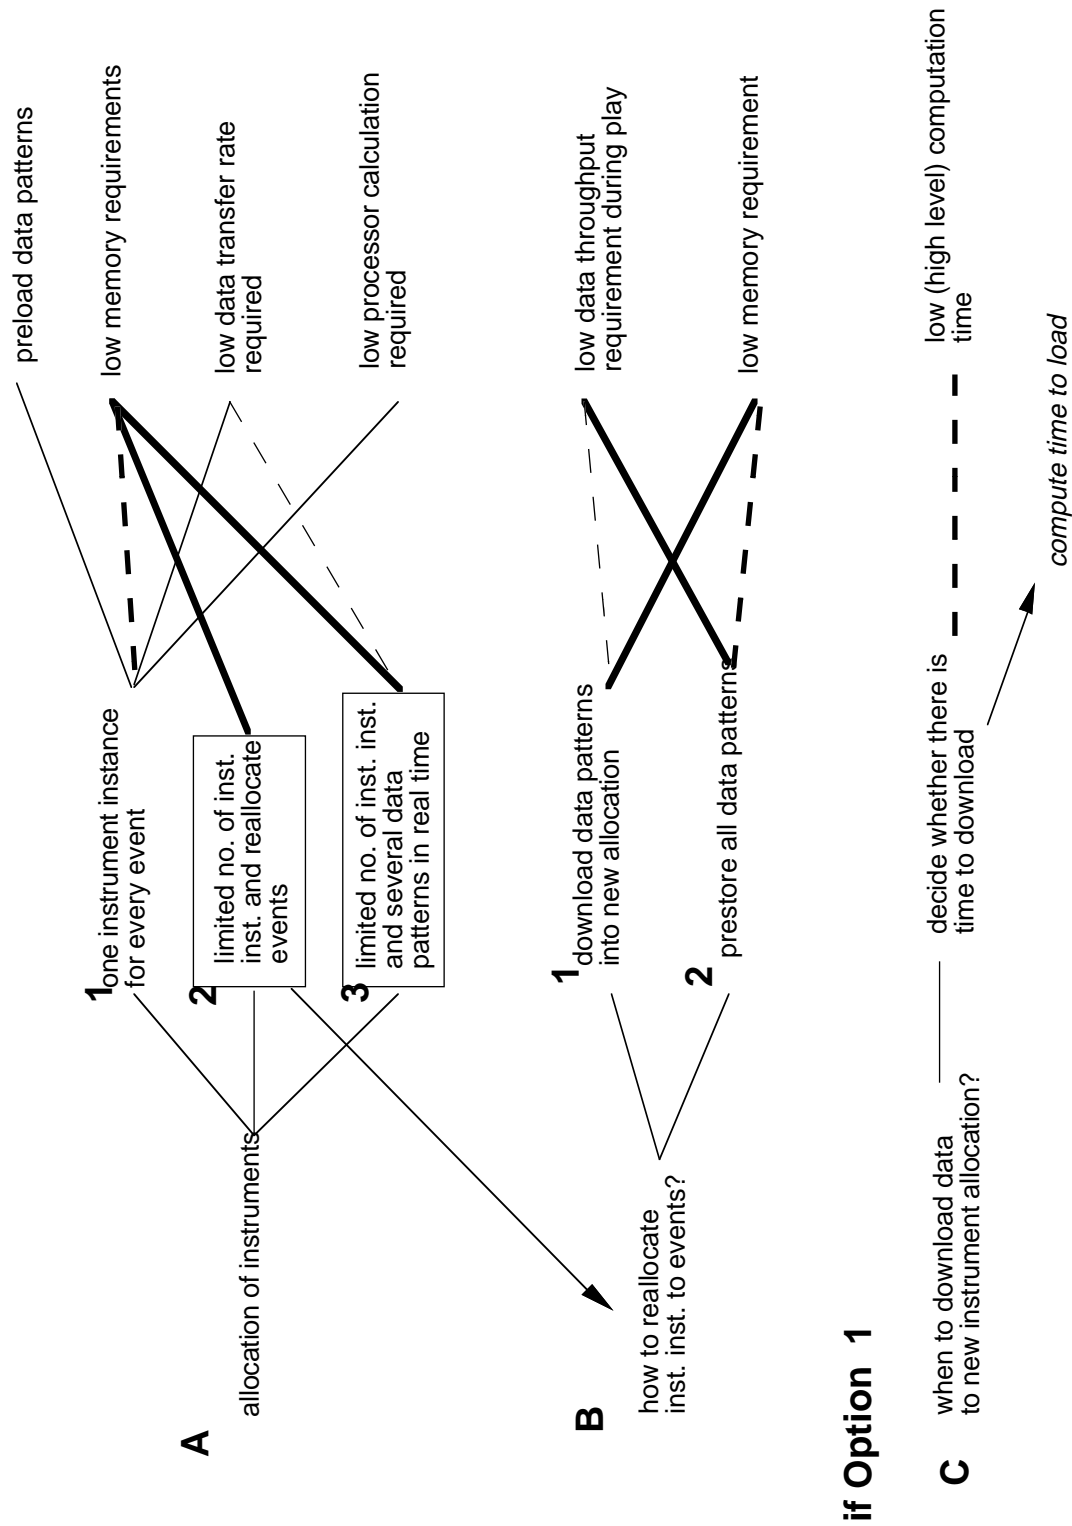 A
allocation of instruments
1
one instrument instance
for every event
2
limited no. of inst.
inst. and reallocate
events
3
limited no. of inst. inst.
and several data
patterns in real time
preload data patterns
low memory requirements
low data transfer rate
required
low processor calculation
required
B
how to reallocate
inst. inst. to events?
1
download data patterns
into new allocation
2
prestore all data patterns
low data through
requirement during play
low memory requirement
if Option 1
C
when to download data
to new instrument allocation?
decide whether there is
time to download
low (high level) computation
time
compute time to load